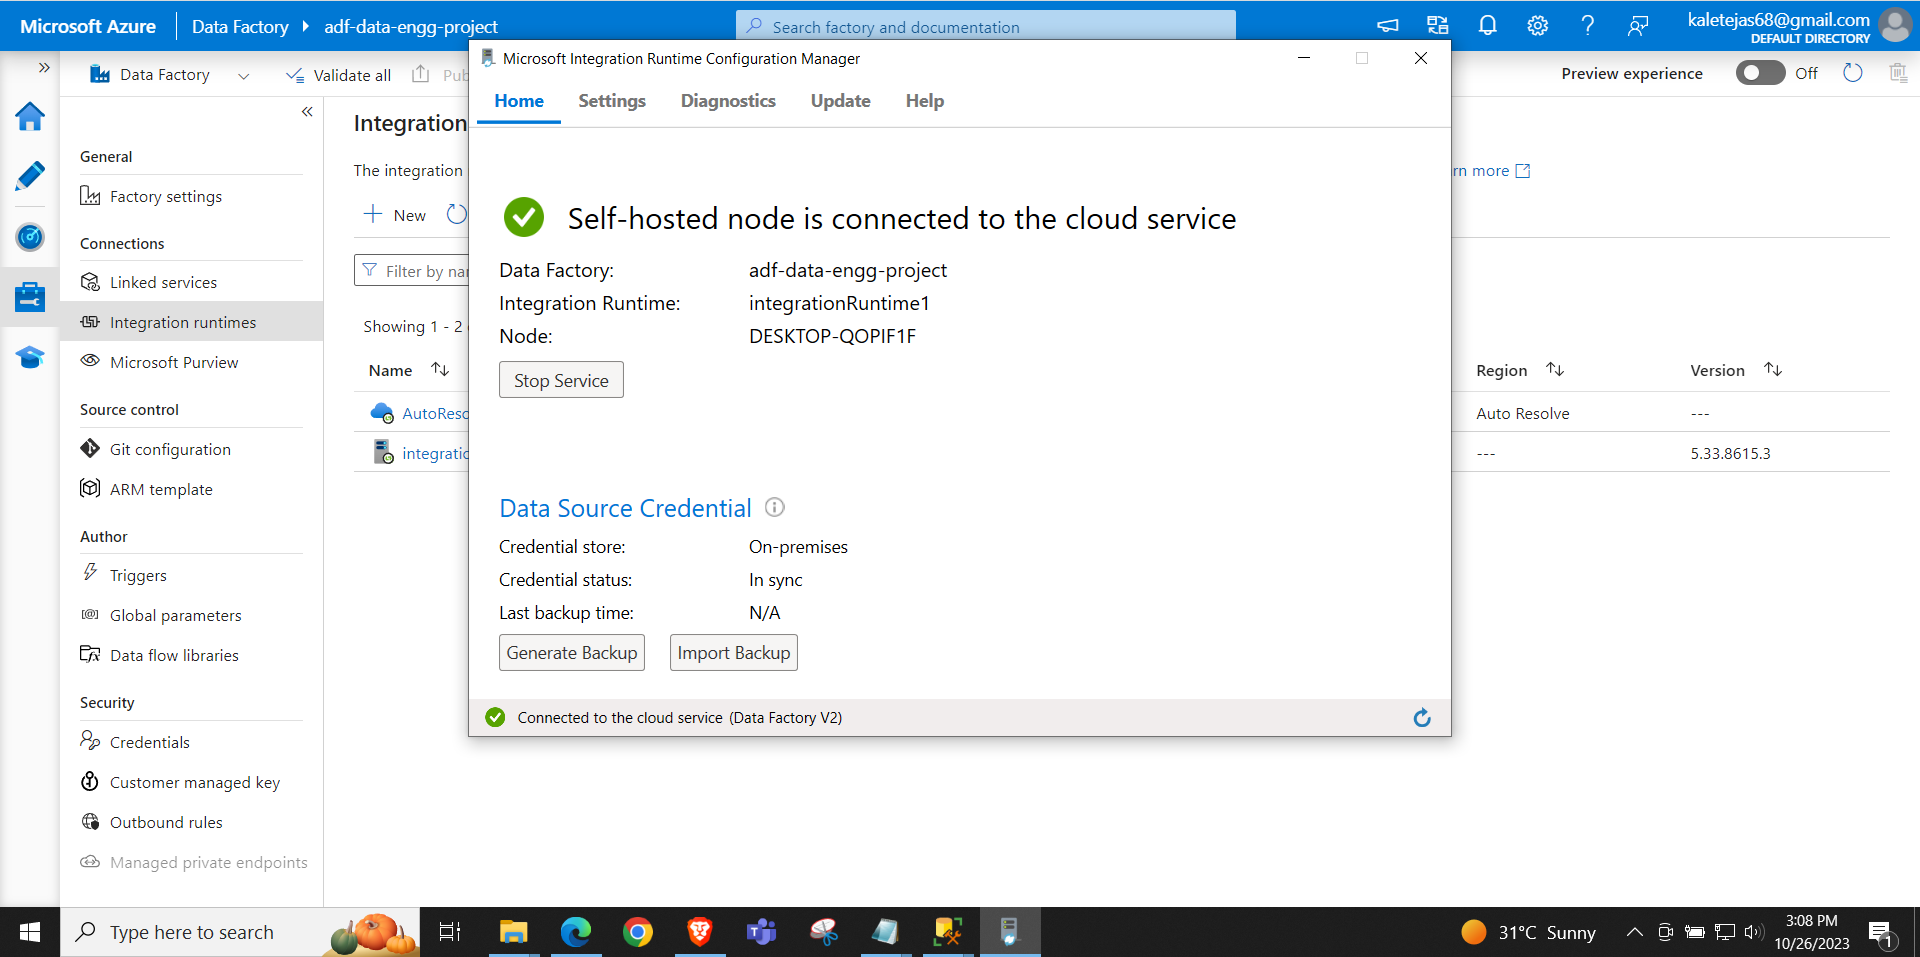 Microsoft Azure
Data Factory
adf-data-engg-project
Search factory and documentation
kaletejas68@gmail.com
DEFAULT DIRECTORY
Data Factory
Validate all
Pub
Preview experience
Off
General
Factory settings
Connections
Linked services
Integration runtimes
Microsoft Purview
Source control
Git configuration
ARM template
Author
Triggers
Global parameters
Data flow libraries
Security
Credentials
Customer managed key
Outbound rules
Managed private endpoints
Integration
The integration
rn more
New
Filter by nam
Showing 1 - 2
Name
Region
Version
AutoReso
Auto Resolve
---
integratio
---
5.33.8615.3
Microsoft Integration Runtime Configuration Manager
Home Settings Diagnostics Update Help
Self-hosted node is connected to the cloud service
Data Factory: adf-data-engg-project
Integration Runtime: integrationRuntime1
Node: DESKTOP-QOPIF1F
Stop Service
Data Source Credential
Credential store: On-premises
Credential status: In sync
Last backup time: N/A
Generate Backup Import Backup
Connected to the cloud service (Data Factory V2)
Type here to search
31°C Sunny
3:08 PM
10/26/2023
1